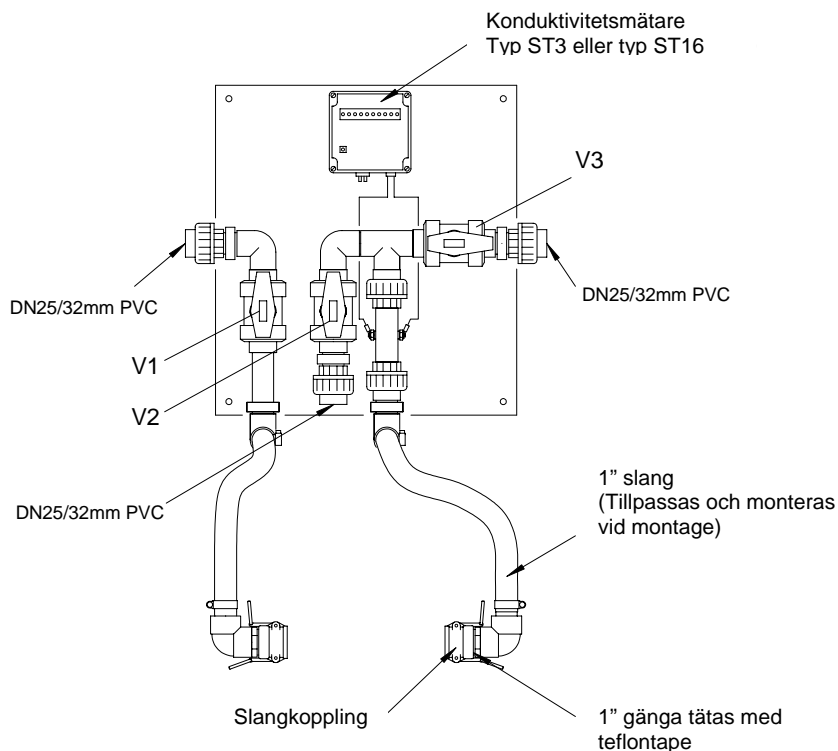 Konduktivitetsmätare
Typ ST3 eller typ ST16
V3
DN25/32mm PVC
DN25/32mm PVC
V1
V2
DN25/32mm PVC
1” slang
(Tillpassas och monteras
vid montage)
Slangkoppling
1” gänga tätas med
teflontape